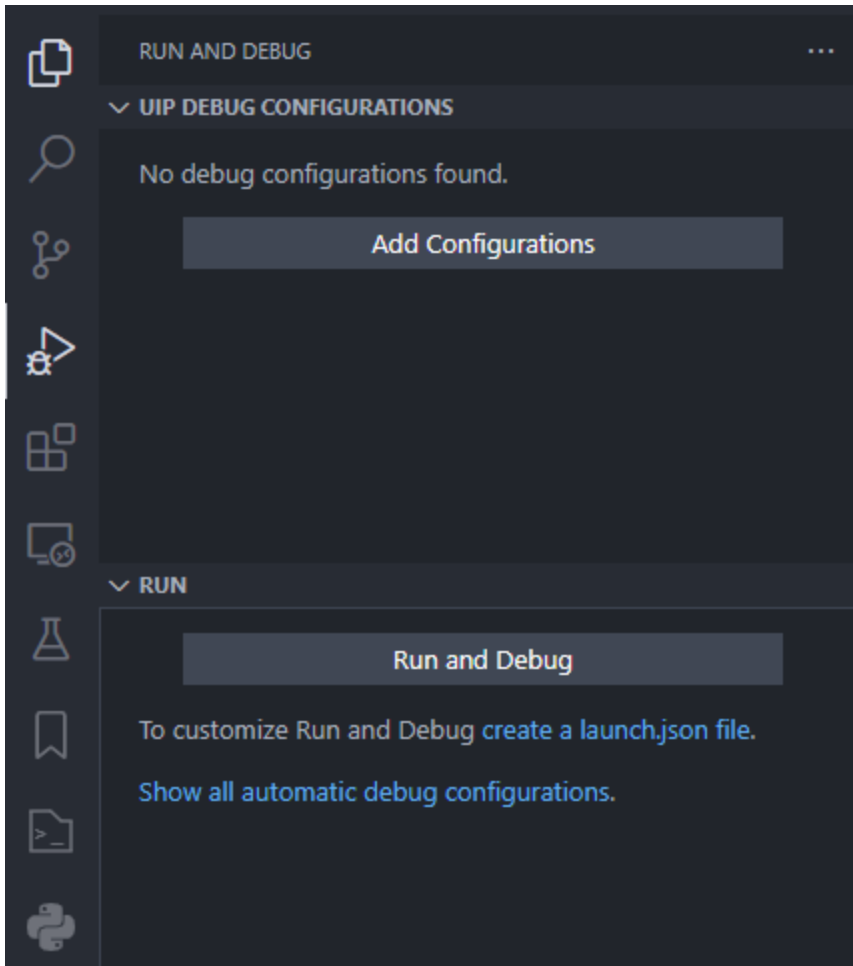 RUN AND DEBUG
UIP DEBUG CONFIGURATIONS
No debug configurations found.
Add Configurations
RUN
Run and Debug
To customize Run and Debug create a launch.json file.
Show all automatic debug configurations.